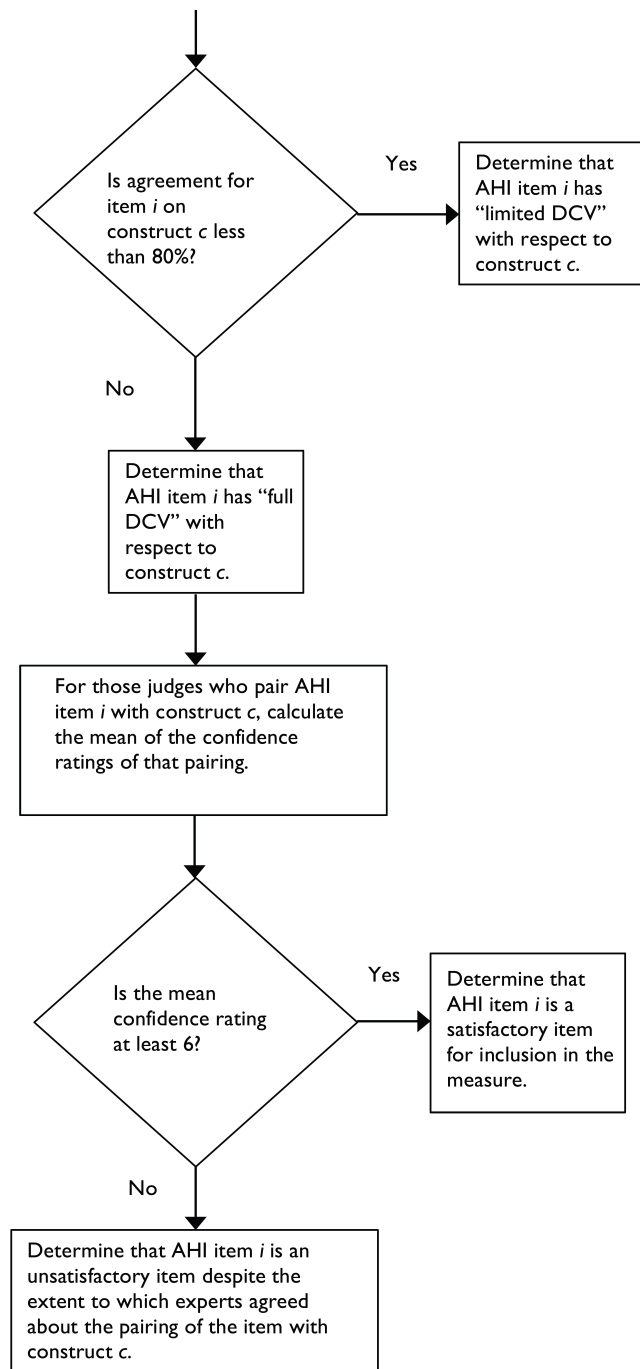 Is agreement for
item i on
construct c less
than 80%?
Yes
Determine that
AHI item i has
“limited DCV”
with respect to
construct c.
No
Determine that
AHI item i has “full
DCV” with
respect to
construct c.
For those judges who pair AHI
item i with construct c, calculate
the mean of the confidence
ratings of that pairing.
Is the mean
confidence rating
at least 6?
Yes
Determine that
AHI item i is a
satisfactory item
for inclusion in the
measure.
No
Determine that AHI item i is an
unsatisfactory item despite the
extent to which experts agreed
about the pairing of the item with
construct c.